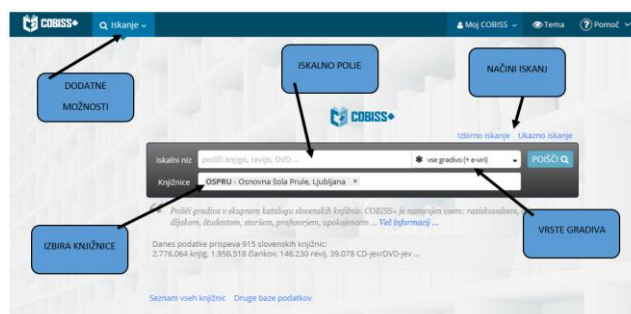 COBISS+ Iskanje Moj COBISS Tema Pomoč
ISKALNO POLJE
NAČINI ISKANJ
DODATNE
MOŽNOSTI
COBISS+
Izbirno iskanje Ukazno iskanje
Iskalni niz poišči knjigo, revijo, DVD ... vse gradivo (+ e-viri) POIŠČI
Knjižnice OSPRU - Osnovna šola Prule, Ljubljana ×
Poišči gradivo v skupnem katalogu slovenskih knjižnic. COBISS+ je namenjen vsem: raziskovalcem,
dijakom, študentom, staršem, profesorjem, upokojencem ... Več informacij ...
VRSTE GRADIVA
IZBIRA KNJIŽNICE
Danes podatke prispeva 915 slovenskih knjižnic:
2.776.064 knjig, 1.950.518 člankov, 146.230 revij, 39.078 CD-jev/DVD-jev ...
Seznam vseh knjižnic Druge baze podatkov